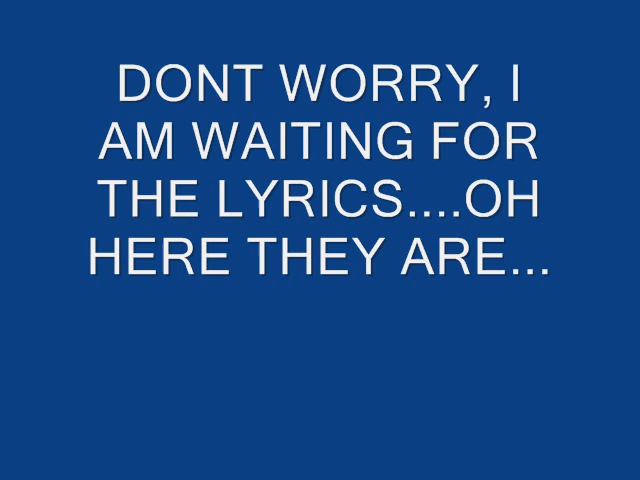 DONT WORRY, I
AM WAITING FOR
THE LYRICS....OH
HERE THEY ARE...